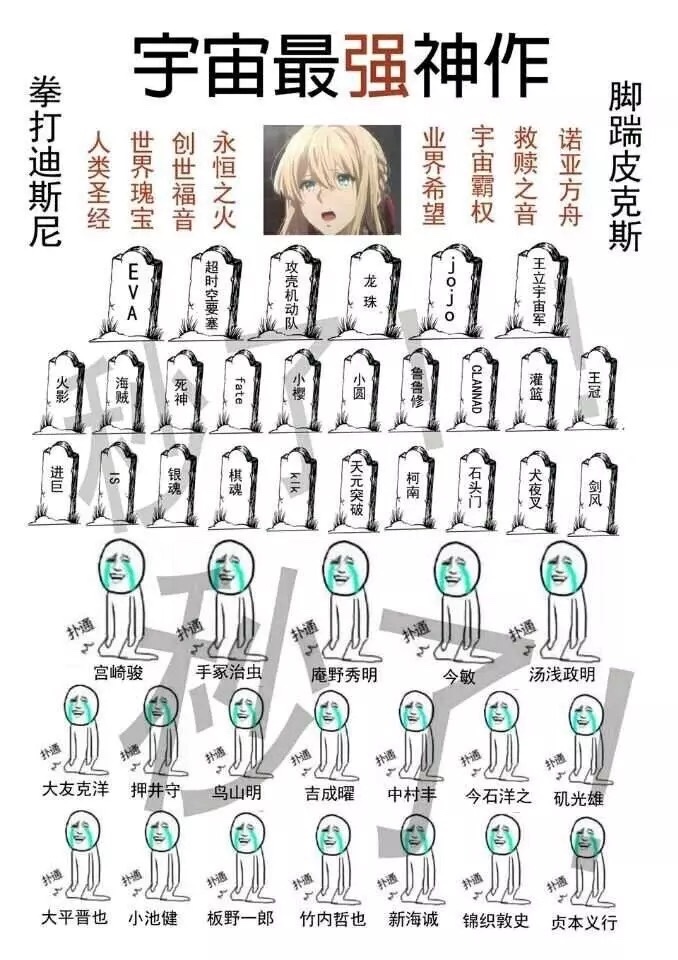 宇宙最强神作
拳打迪斯尼
脚踹皮克斯
人类圣经
世界瑰宝
创世福音
永恒之火
业界希望
宇宙霸权
救赎之音
诺亚方舟
EVA
超时空要塞
攻壳机动队
龙珠
jojo
王立宇宙军
火影
海贼
死神
fate
小樱
小圆
鲁鲁修
CLANNAD
灌篮
王冠
进巨
IS
银魂
棋魂
klk
天元突破
柯南
石头门
犬夜叉
剑风
秒了!!
扑通
扑通
扑通
扑通
扑通
宫崎骏
手冢治虫
庵野秀明
今敏
汤浅政明
秒了!
扑通
扑通
扑通
扑通
扑通
扑通
扑通
大友克洋
押井守
鸟山明
吉成曜
中村丰
今石洋之
矶光雄
扑通
扑通
扑通
扑通
扑通
扑通
扑通
大平晋也
小池健
板野一郎
竹内哲也
新海诚
锦织敦史
贞本义行